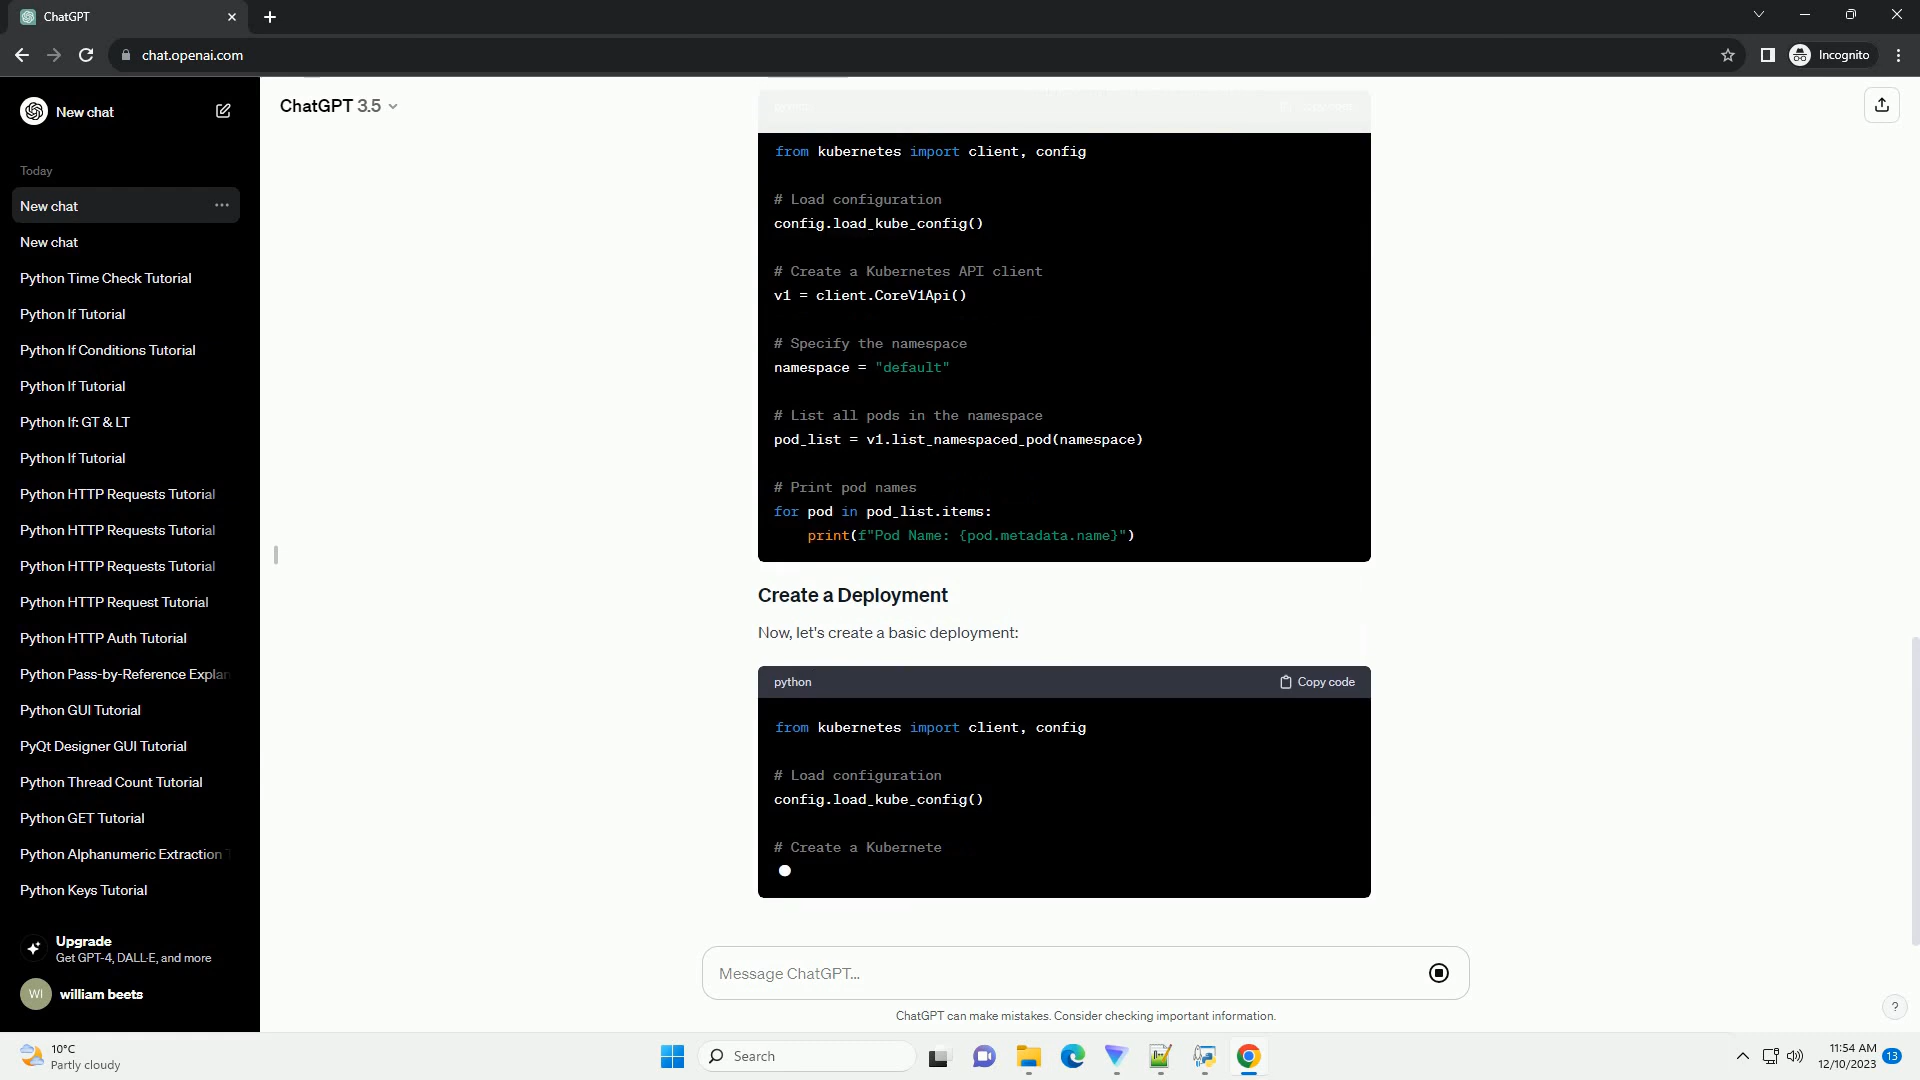 ChatGPT
chat.openai.com
Incognito
New chat
ChatGPT 3.5
Today
New chat
New chat
Python Time Check Tutorial
Python If Tutorial
Python If Conditions Tutorial
Python If Tutorial
Python If: GT & LT
Python If Tutorial
Python HTTP Requests Tutorial
Python HTTP Requests Tutorial
Python HTTP Requests Tutorial
Python HTTP Request Tutorial
Python HTTP Auth Tutorial
Python Pass-by-Reference Explan
Python GUI Tutorial
PyQt Designer GUI Tutorial
Python Thread Count Tutorial
Python GET Tutorial
Python Alphanumeric Extraction T
Python Keys Tutorial
Upgrade
Get GPT-4, DALL·E, and more
WI
william beets
python
Copy code
from kubernetes import client, config
# Load configuration
config.load_kube_config()
# Create a Kubernetes API client
v1 = client.CoreV1Api()
# Specify the namespace
namespace = "default"
# List all pods in the namespace
pod_list = v1.list_namespaced_pod(namespace)
# Print pod names
for pod in pod_list.items:
    print(f"Pod Name: {pod.metadata.name}")
Create a Deployment
Now, let's create a basic deployment:
python
Copy code
from kubernetes import client, config
# Load configuration
config.load_kube_config()
# Create a Kubernete
Message ChatGPT...
ChatGPT can make mistakes. Consider checking important information.
?
10°C
Partly cloudy
Search
11:54 AM
12/10/2023
13